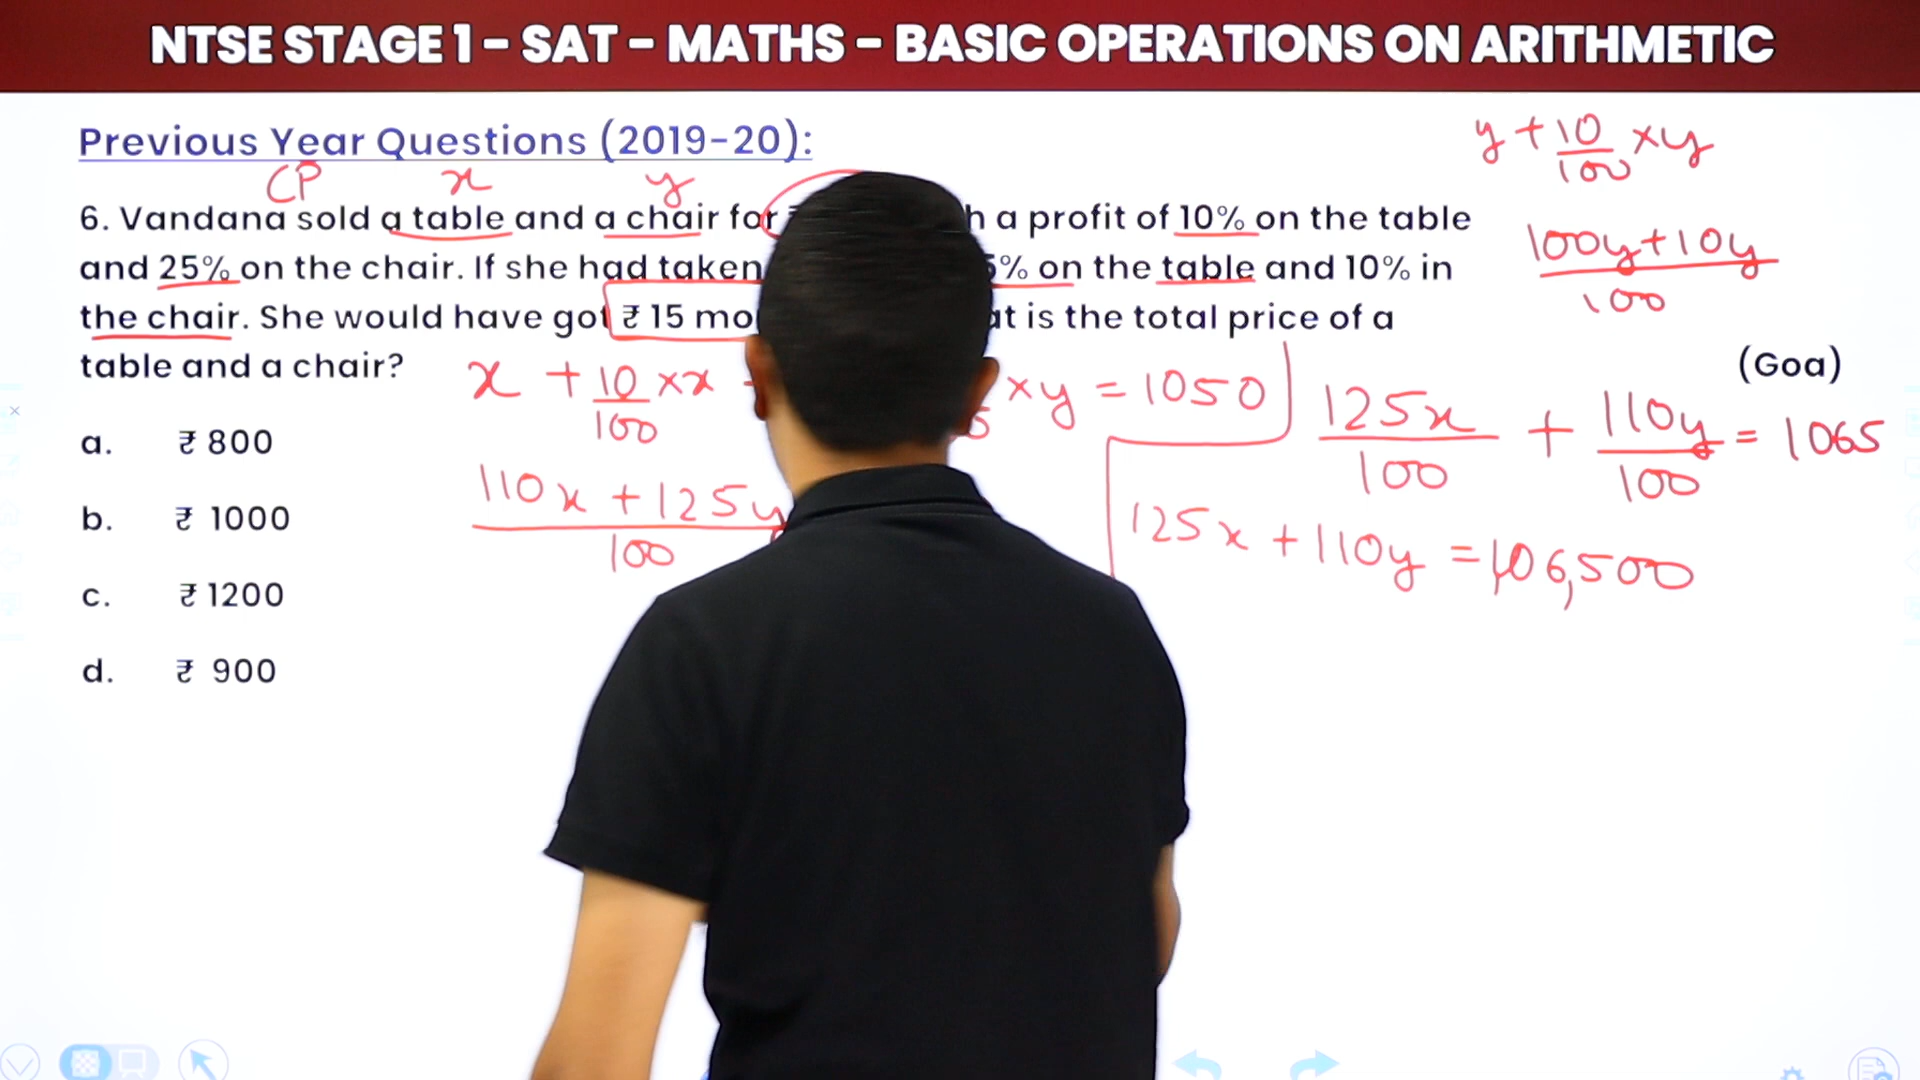 NTSE STAGE 1 – SAT – MATHS – BASIC OPERATIONS ON ARITHMETIC
Previous Year Questions (2019-20):
CP x y
6. Vandana sold a table and a chair for a profit of 10% on the table
and 25% on the chair. If she had taken % on the table and 10% in
the chair. She would have got ₹ 15 is the total price of a
table and a chair?
(Goa)
a. ₹ 800
b. ₹ 1000
c. ₹ 1200
d. ₹ 900
x + 10/100 × x × y = 1050
110x + 125y
100
y + 10/100 × y
100y + 10y
100
125x/100 + 110y/100 = 1065
125x + 110y = 106,500